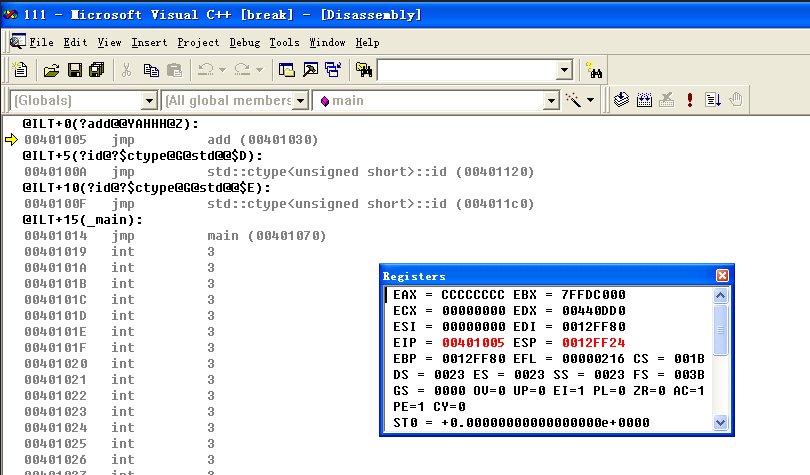 111 - Microsoft Visual C++ [break] - [Disassembly]
File Edit View Insert Project Debug Tools Window Help
(Globals) (All global members main
@ILT+0(?add@@YAHHH@Z):
00401005 jmp add (00401030)
@ILT+5(?id@?$ctype@G@std@@$D):
0040100A jmp std::ctype<unsigned short>::id (00401120)
@ILT+10(?id@?$ctype@G@std@@$E):
0040100F jmp std::ctype<unsigned short>::id (004011c0)
@ILT+15(_main):
00401014 jmp main (00401070)
00401019 int 3
0040101A int 3
0040101B int 3
0040101C int 3
0040101D int 3
0040101E int 3
0040101F int 3
00401020 int 3
00401021 int 3
00401022 int 3
00401023 int 3
00401024 int 3
00401025 int 3
00401026 int 3
00401027 int 3
Registers
EAX = CCCCCCCC EBX = 7FFDC000
ECX = 00000000 EDX = 00440DD0
ESI = 00000000 EDI = 0012FF80
EIP = 00401005 ESP = 0012FF24
EBP = 0012FF80 EFL = 00000216 CS = 001B
DS = 0023 ES = 0023 SS = 0023 FS = 003B
GS = 0000 OV=0 UP=0 EI=1 PL=0 ZR=0 AC=1
PE=1 CY=0
ST0 = +0.00000000000000000e+0000